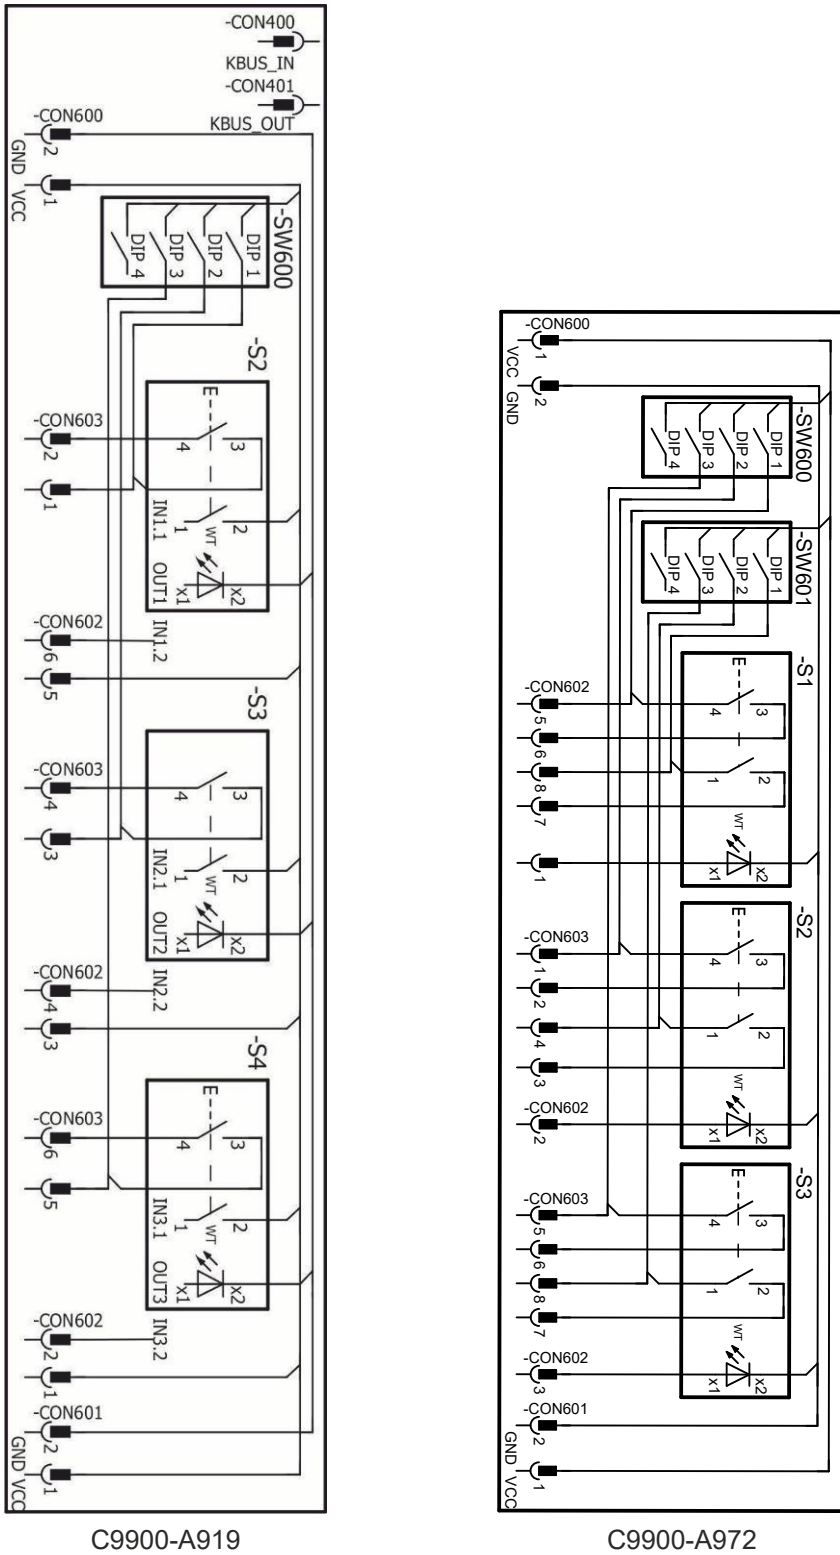 -CON400
KBUS_IN
-CON401
KBUS_OUT
-CON600
2
GND
1
VCC
-SW600
DIP 4
DIP 3
DIP 2
DIP 1
-S2
E
4
3
-CON603
2
1
IN1.1
1
2
WT
OUT1
x1
x2
IN1.2
-CON602
6
5
-S3
E
4
3
-CON603
4
3
IN2.1
1
2
WT
OUT2
x1
x2
IN2.2
-CON602
4
3
-S4
E
4
3
-CON603
6
5
IN3.1
1
2
WT
OUT3
x1
x2
IN3.2
-CON602
2
1
-CON601
2
GND
1
VCC
C9900-A919
-CON600
1
VCC
2
GND
-SW600
DIP 4
DIP 3
DIP 2
DIP 1
-SW601
DIP 4
DIP 3
DIP 2
DIP 1
-S1
E
4
3
-CON602
5
6
8
7
1
2
WT
x1
x2
1
-S2
E
4
3
-CON603
1
2
4
3
1
2
WT
x1
x2
-CON602
2
-S3
E
4
3
-CON603
5
6
8
7
1
2
WT
x1
x2
-CON602
3
-CON601
2
GND
1
VCC
C9900-A972